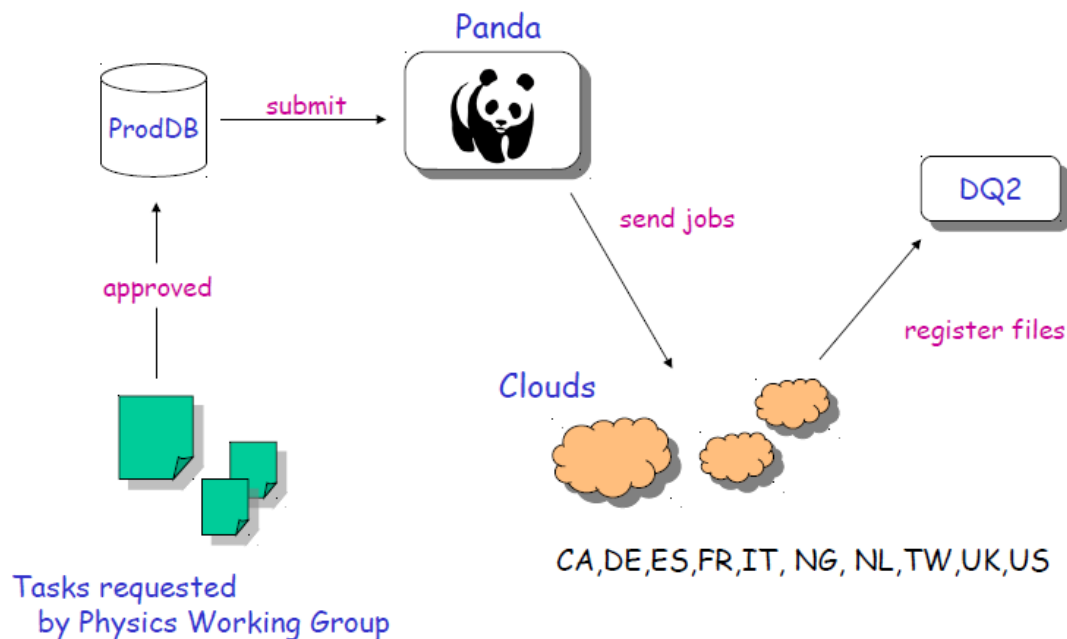 Panda
ProdDB
submit
DQ2
send jobs
approved
register files
Clouds
CA,DE,ES,FR,IT, NG, NL,TW,UK,US
Tasks requested
by Physics Working Group